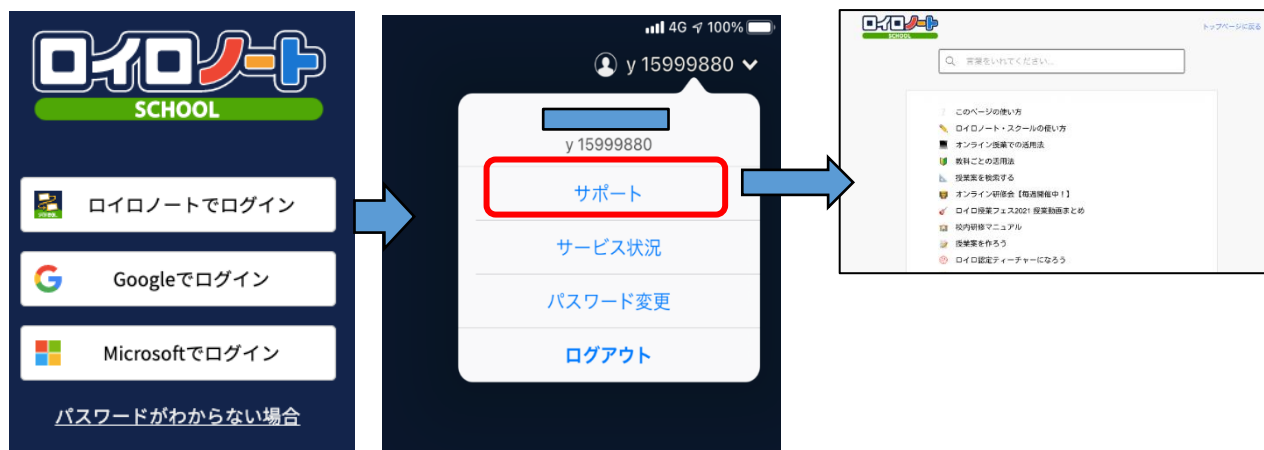 ロイロノート
SCHOOL
ロイロノートでログイン
Googleでログイン
Microsoftでログイン
パスワードがわからない場合
4G 100%
y 15999880
y 15999880
サポート
サービス状況
パスワード変更
ログアウト
ロイロノート
SCHOOL
トップページに戻る
言葉をいれてください...
このページの使い方
ロイロノート・スクールの使い方
オンライン授業での活用法
教科ごとの活用法
授業案を検索する
オンライン研修会【毎週開催中！】
ロイロ授業フェス2021 授業動画まとめ
校内研修マニュアル
授業案を作ろう
ロイロ認定ティーチャーになろう